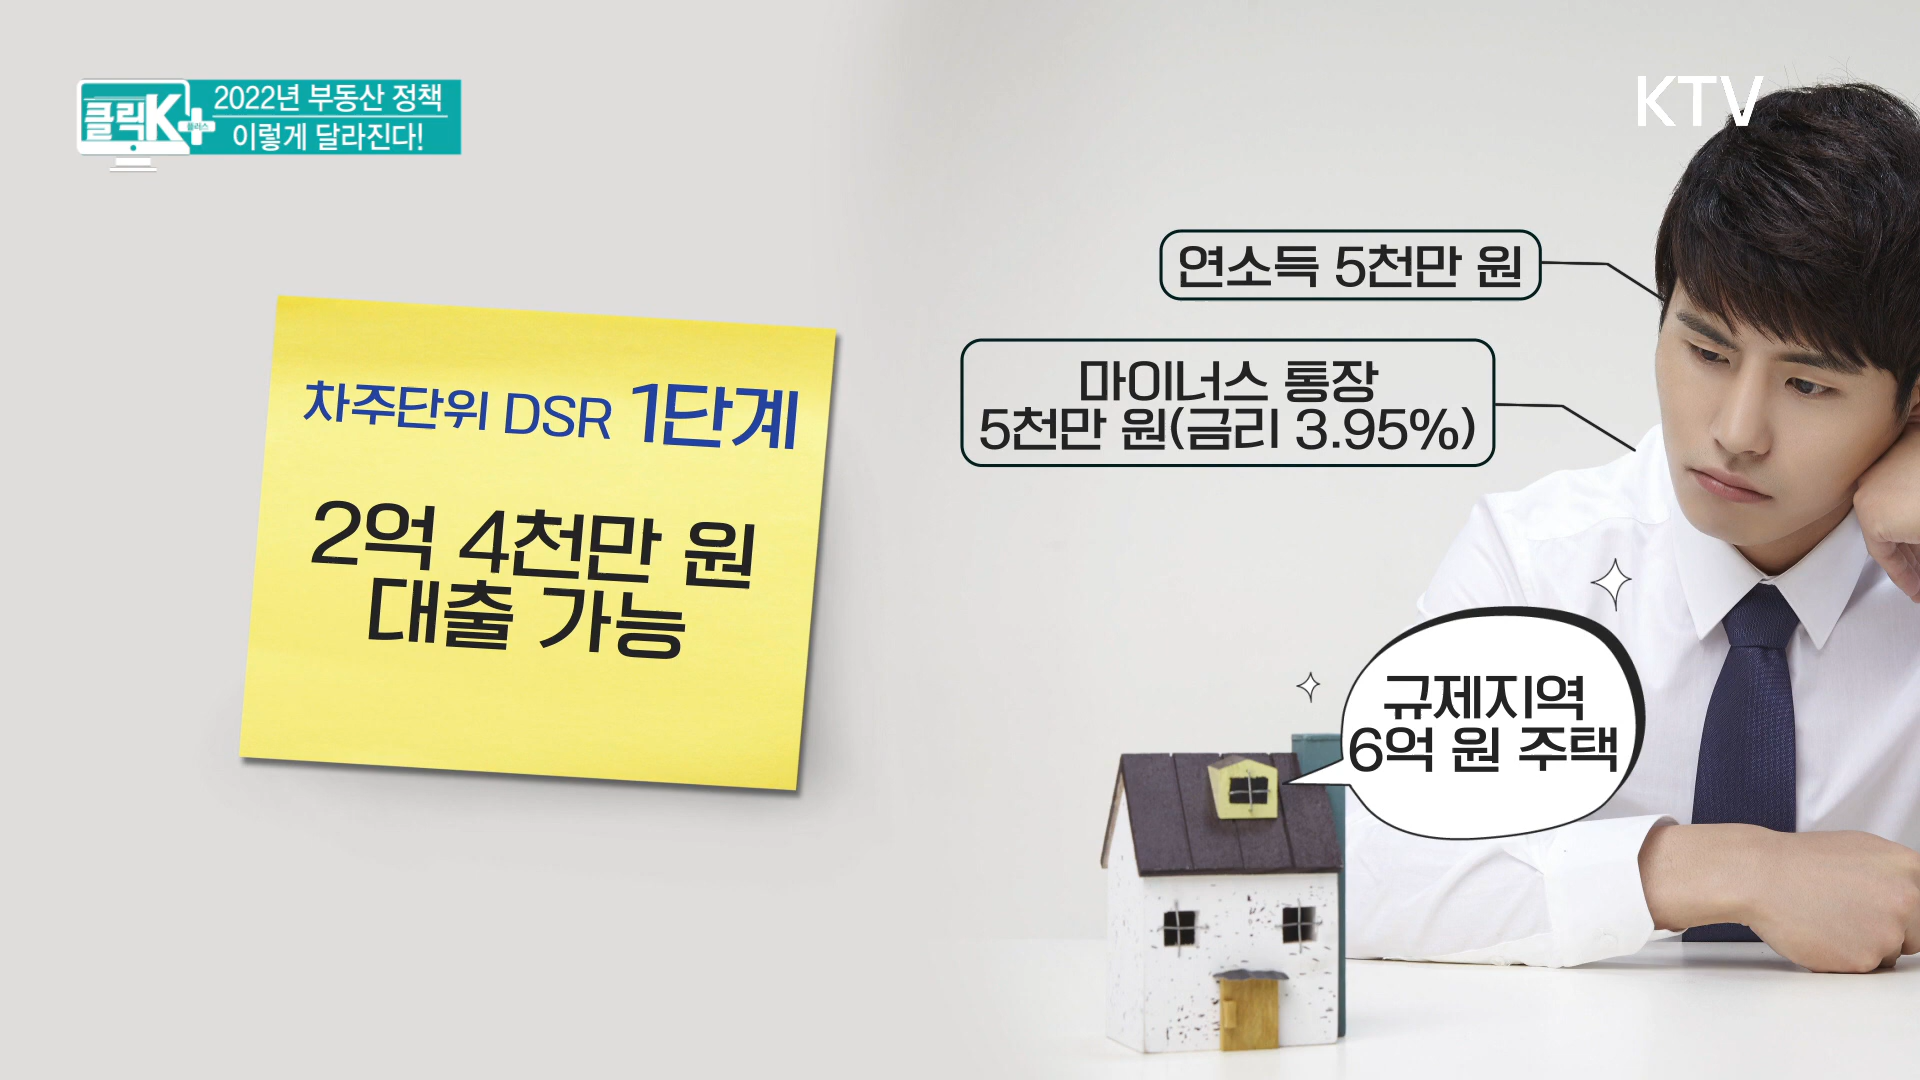 클릭K+
플러스
2022년 부동산 정책
이렇게 달라진다!
KTV
연소득 5천만 원
마이너스 통장
5천만 원(금리 3.95%)
차주단위 DSR 1단계
2억 4천만 원
대출 가능
규제지역
6억 원 주택